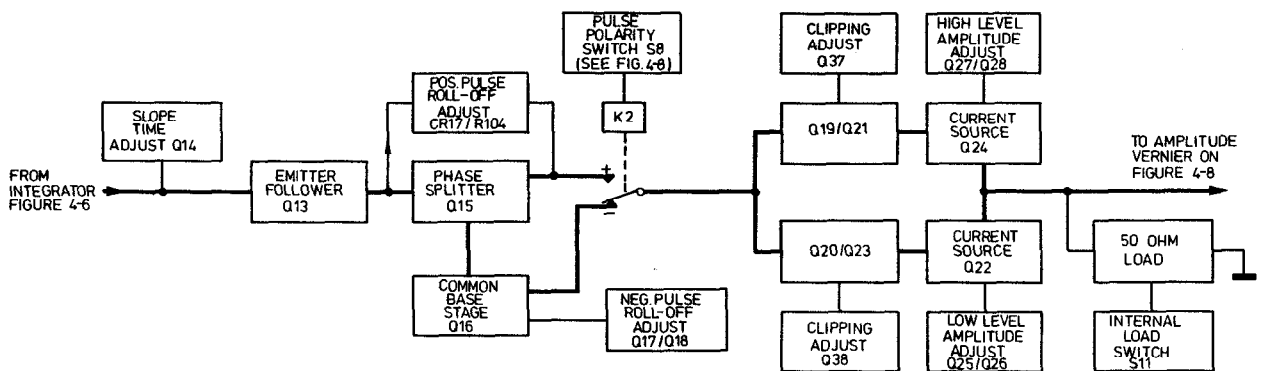 PULSE
POLARITY
SWITCH S8
(SEE FIG. 4-8)
CLIPPING
ADJUST
Q37
HIGH LEVEL
AMPLITUDE
ADJUST
Q27/Q28
POS. PULSE
ROLL-OFF
ADJUST
CR17/R104
K2
SLOPE
TIME
ADJUST Q14
Q19/Q21
CURRENT
SOURCE
Q24
TO AMPLITUDE
VERNIER ON
FIGURE 4-8
FROM
INTEGRATOR
FIGURE 4-6
EMITTER
FOLLOWER
Q13
PHASE
SPLITTER
Q15
+
−
Q20/Q23
CURRENT
SOURCE
Q22
50 OHM
LOAD
COMMON
BASE
STAGE
Q16
NEG. PULSE
ROLL-OFF
ADJUST
Q17/Q18
CLIPPING
ADJUST
Q38
LOW LEVEL
AMPLITUDE
ADJUST
Q25/Q26
INTERNAL
LOAD
SWITCH
S11